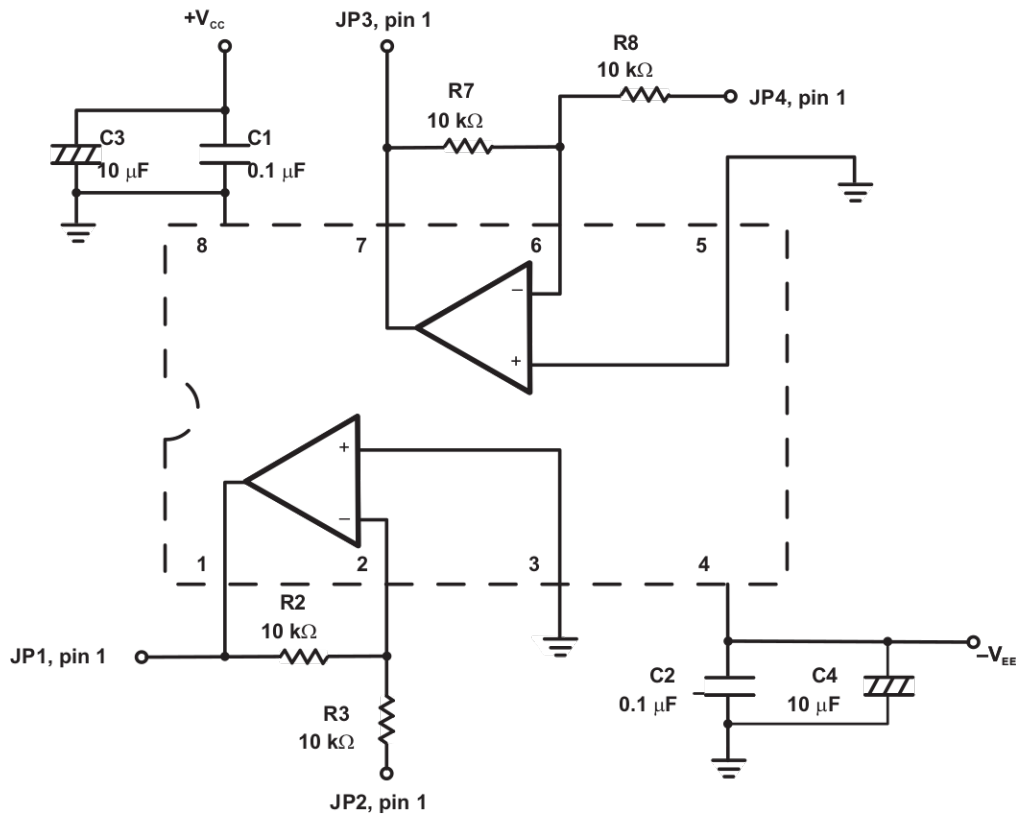 +VCC
JP3, pin 1
R8
10 kΩ
JP4, pin 1
R7
10 kΩ
C3
10 µF
C1
0.1 µF
8
7
6
5
−
+
+
−
1
2
3
4
R2
10 kΩ
JP1, pin 1
R3
10 kΩ
JP2, pin 1
C2
0.1 µF
C4
10 µF
−VEE